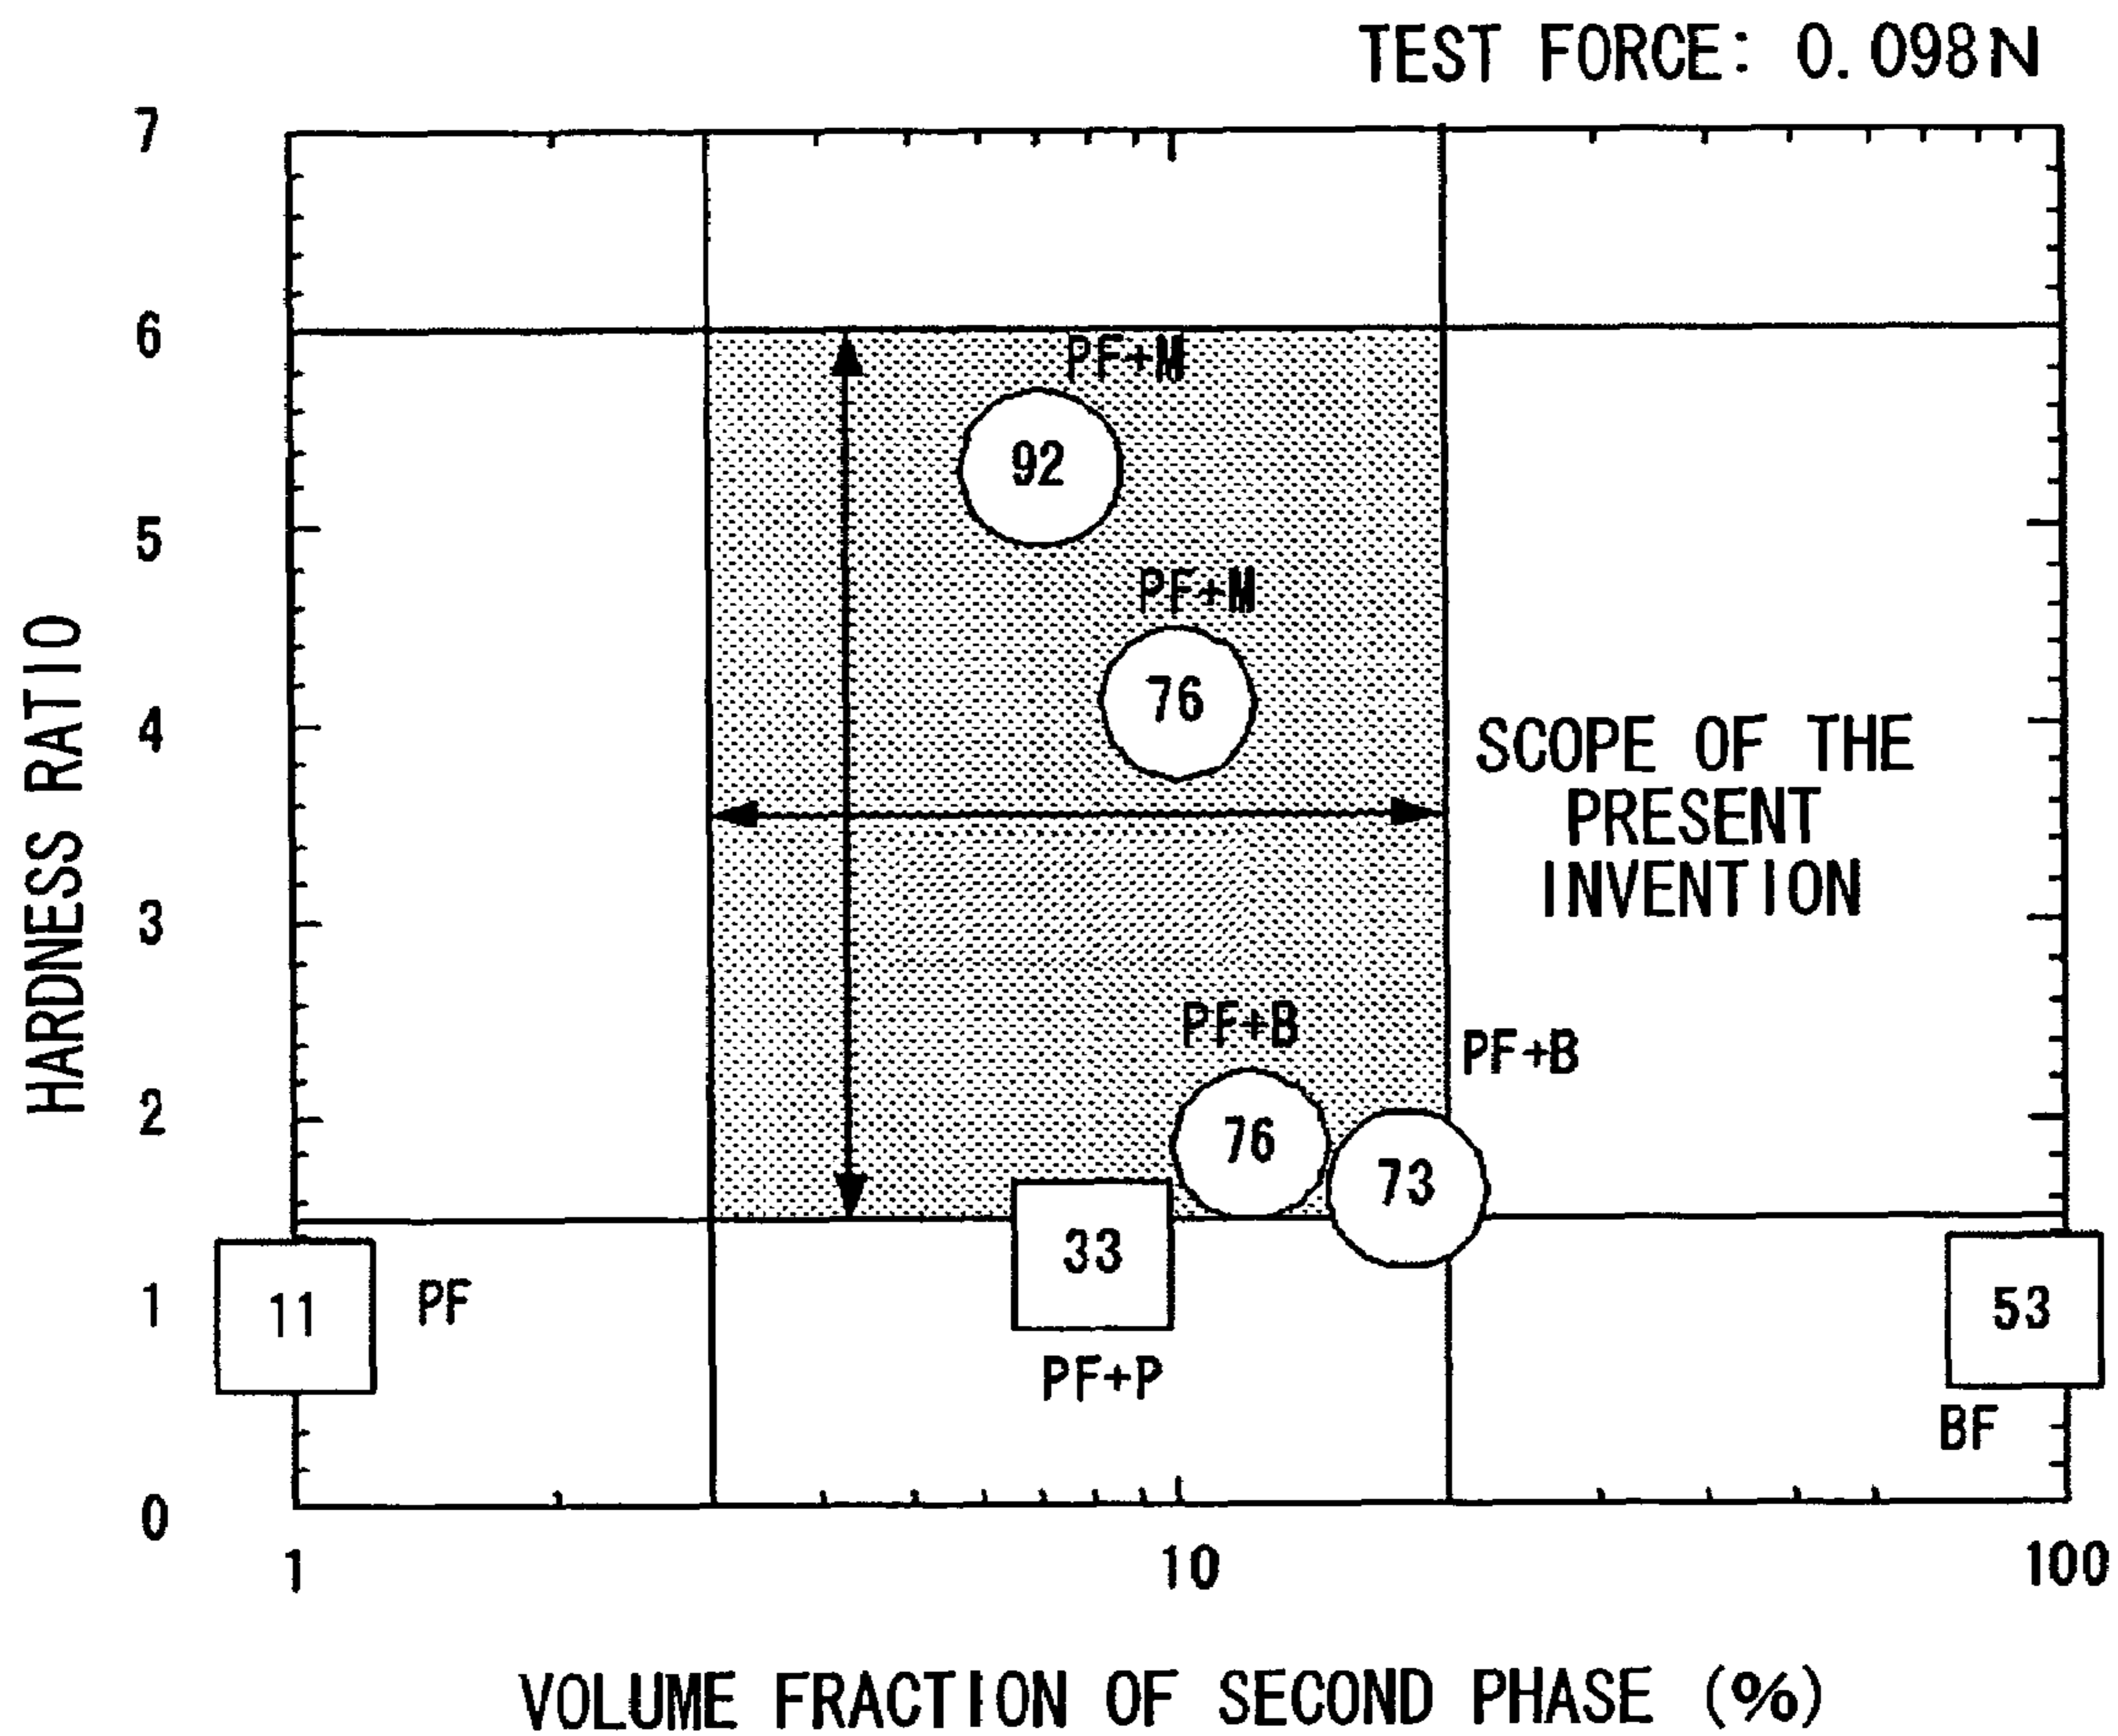 TEST FORCE: 0.098N
7
6
5
4
3
2
1
0
HARDNESS RATIO
PF+M
92
PF+M
76
SCOPE OF THE
PRESENT
INVENTION
PF+B
PF+B
76
73
33
11
PF
53
PF+P
BF
1
10
100
VOLUME FRACTION OF SECOND PHASE (%)